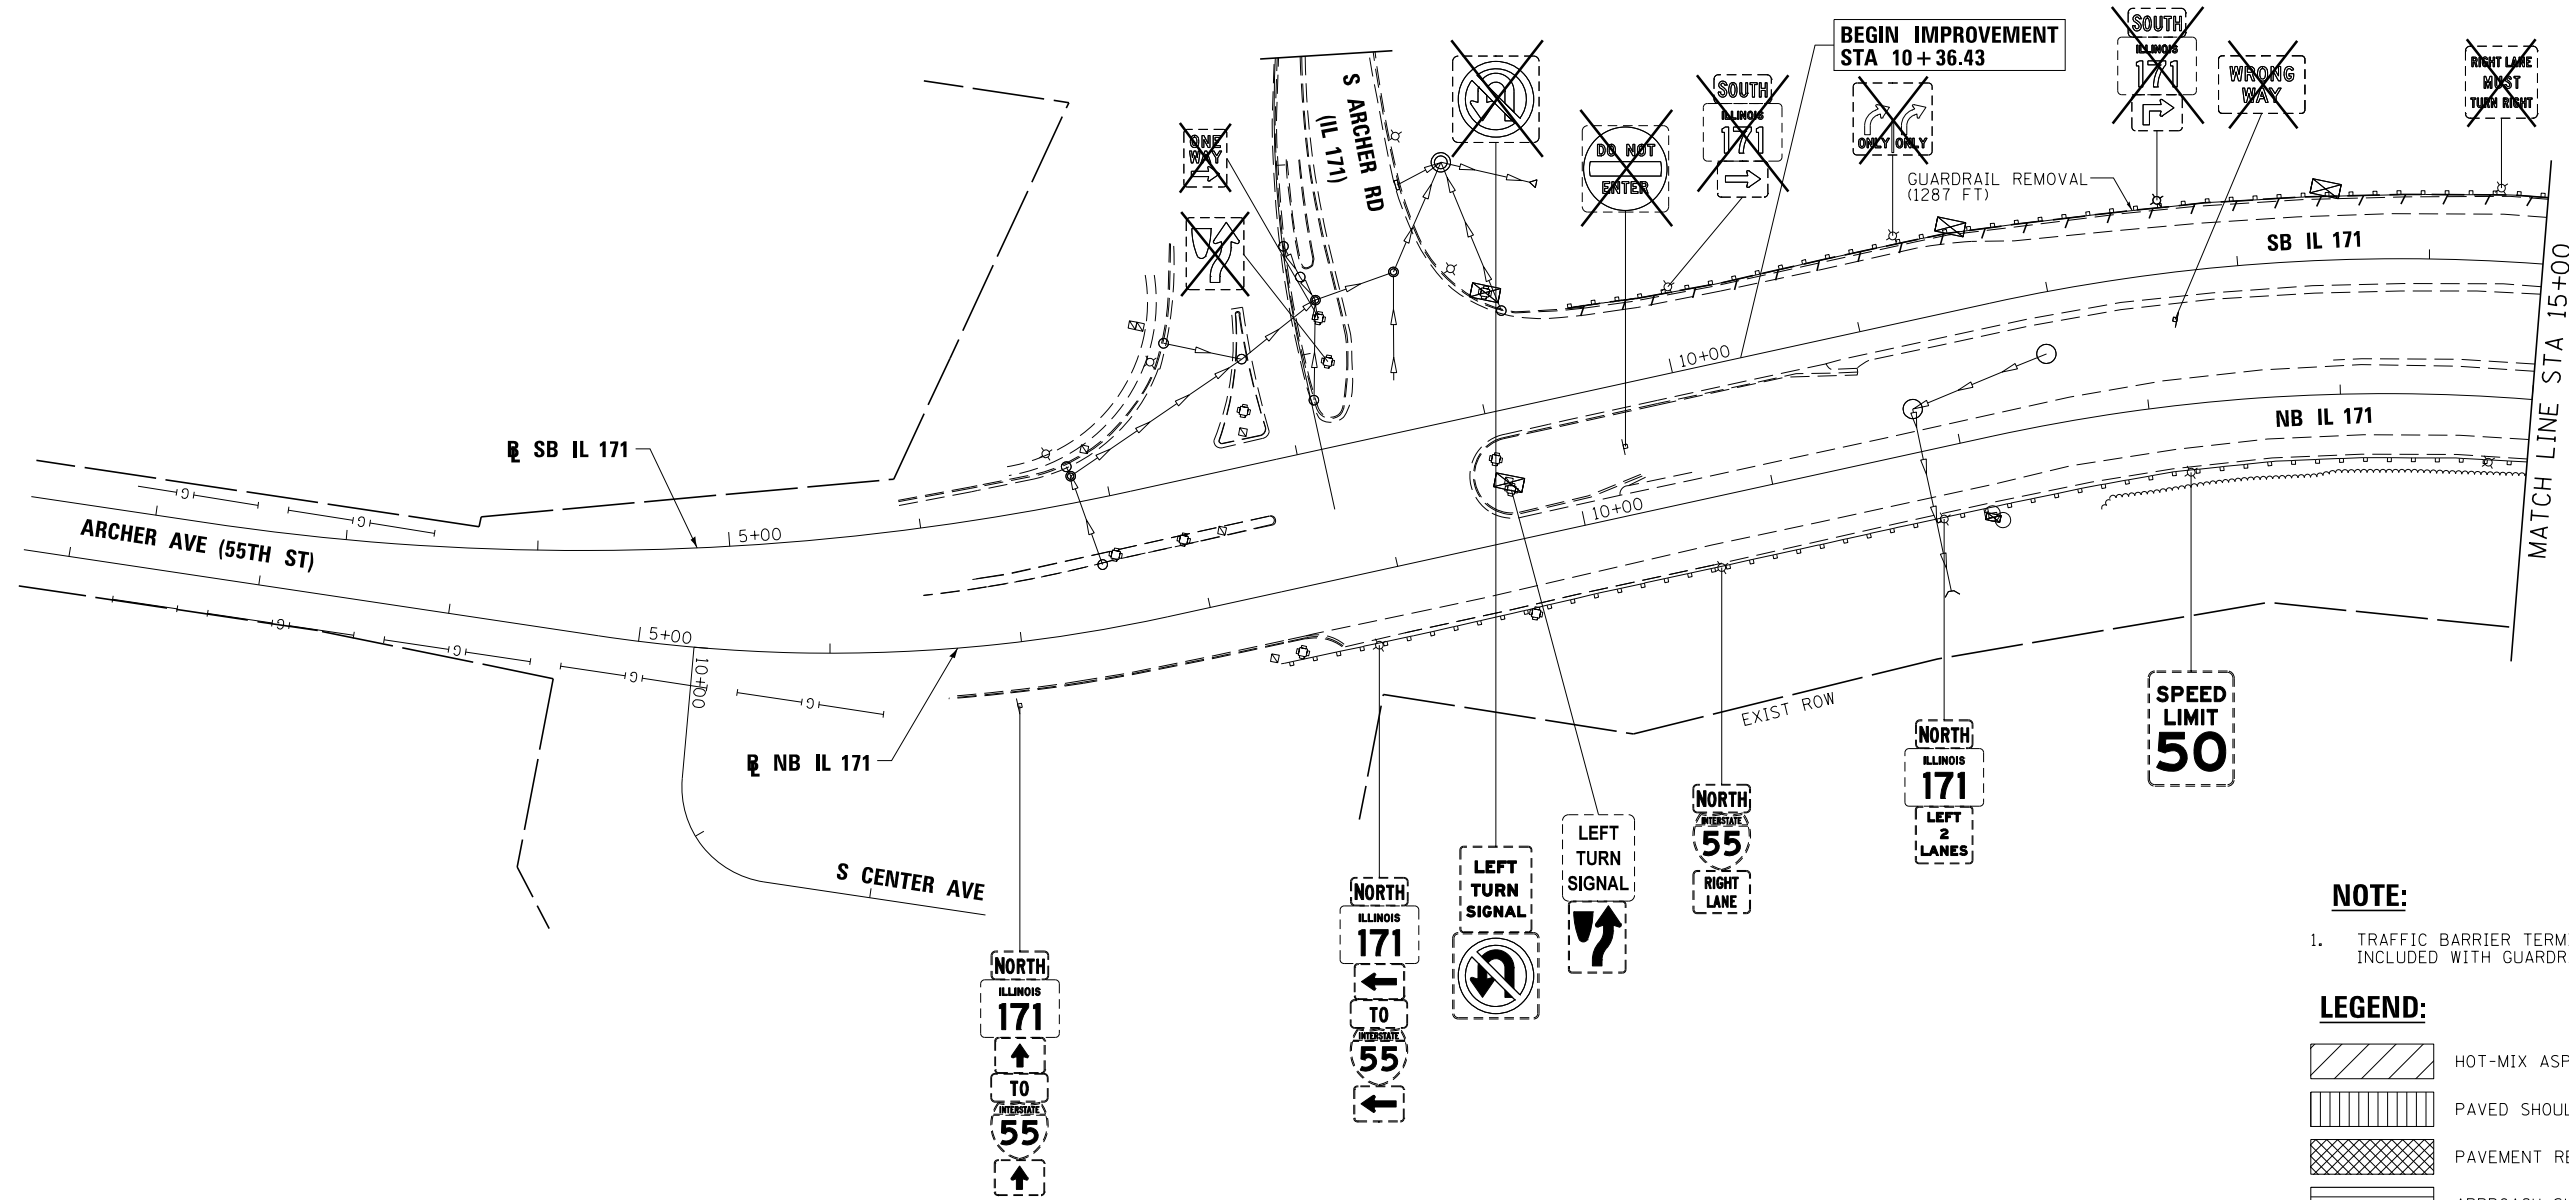 BEGIN IMPROVEMENT
STA 10+36.43
SOUTH
ILLINOIS
171
WRONG
WAY
RIGHT LANE
MUST
TURN RIGHT
S ARCHER RD
(IL 171)
ONE
WAY
DO NOT
ENTER
SOUTH
ILLINOIS
171
ONLY ONLY
GUARDRAIL REMOVAL
(1287 FT)
SB IL 171
MATCH LINE STA 15+00
10+00
NB IL 171
BL SB IL 171
G
G
5+00
10+00
ARCHER AVE (55TH ST)
5+00
10+00
G
G
G
G
EXIST ROW
BL NB IL 171
S CENTER AVE
NORTH
ILLINOIS
171
TO
INTERSTATE
55
NORTH
ILLINOIS
171
TO
INTERSTATE
55
LEFT
TURN
SIGNAL
LEFT
TURN
SIGNAL
NORTH
INTERSTATE
55
RIGHT
LANE
NORTH
ILLINOIS
171
LEFT
2
LANES
SPEED
LIMIT
50
NOTE:
1. TRAFFIC BARRIER TERM
INCLUDED WITH GUARDR
LEGEND:
HOT-MIX ASP
PAVED SHOUL
PAVEMENT RE